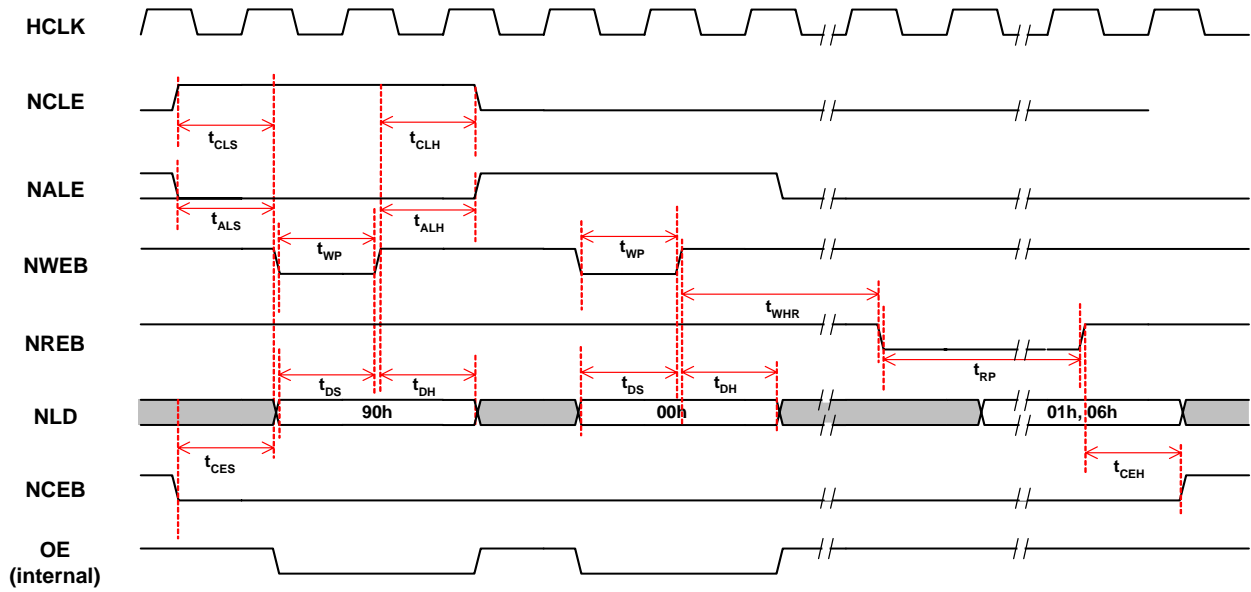 HCLK
NCLE
tCLS
tCLH
NALE
tALS
tALH
NWEB
tWP
tWP
tWHR
NREB
tRP
tDS
tDH
tDS
tDH
NLD
90h
00h
01h, 06h
tCES
tCEH
NCEB
OE
(internal)